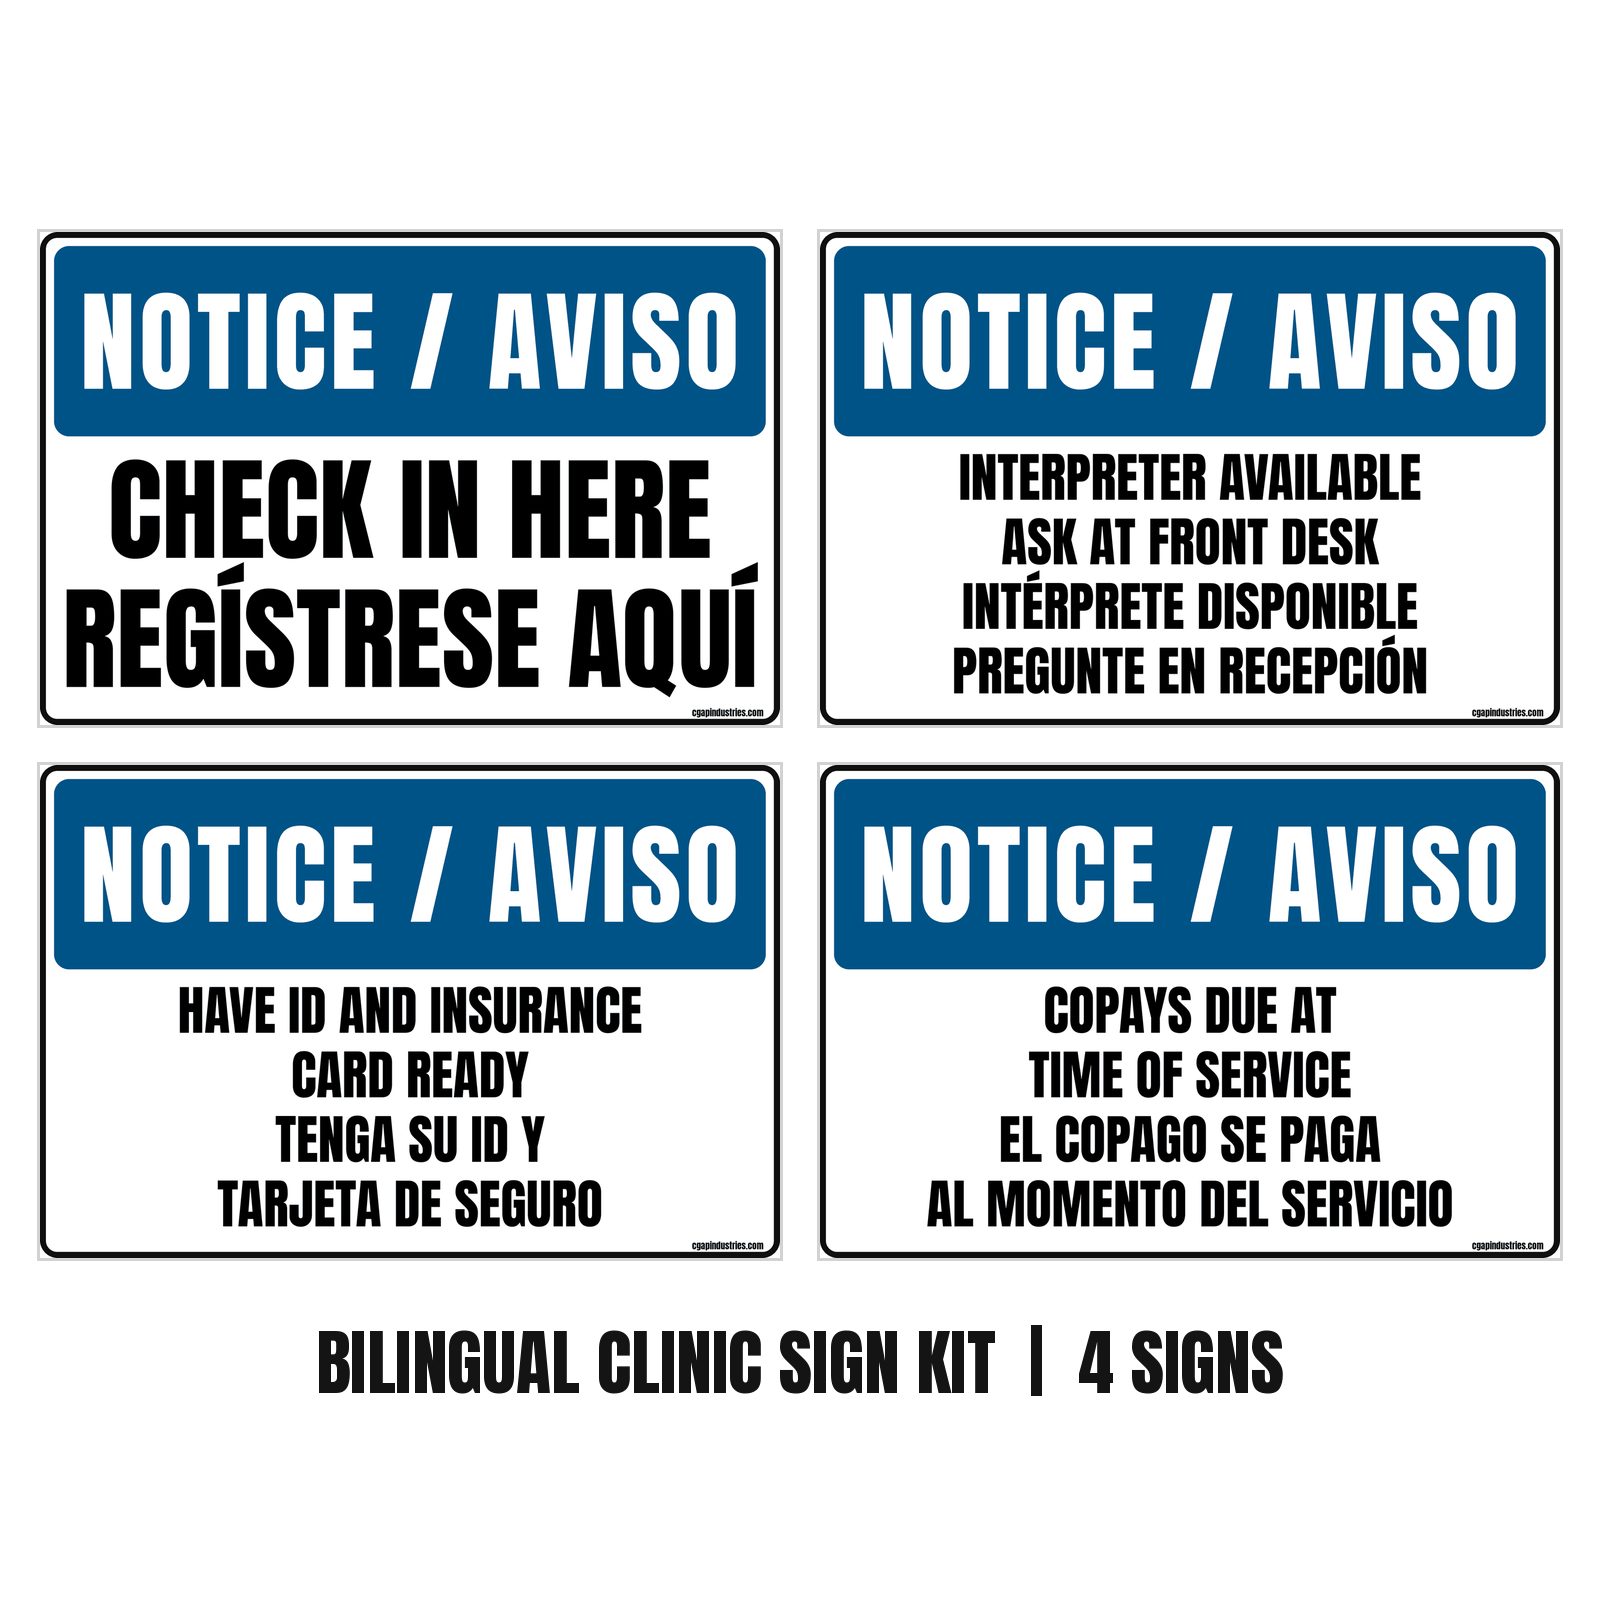 NOTICE / AVISO
CHECK IN HERE
REGÍSTRESE AQUÍ
cgapindustries.com
NOTICE / AVISO
INTERPRETER AVAILABLE
ASK AT FRONT DESK
INTÉRPRETE DISPONIBLE
PREGUNTE EN RECEPCIÓN
cgapindustries.com
NOTICE / AVISO
HAVE ID AND INSURANCE
CARD READY
TENGA SU ID Y
TARJETA DE SEGURO
cgapindustries.com
NOTICE / AVISO
COPAYS DUE AT
TIME OF SERVICE
EL COPAGO SE PAGA
AL MOMENTO DEL SERVICIO
cgapindustries.com
BILINGUAL CLINIC SIGN KIT | 4 SIGNS